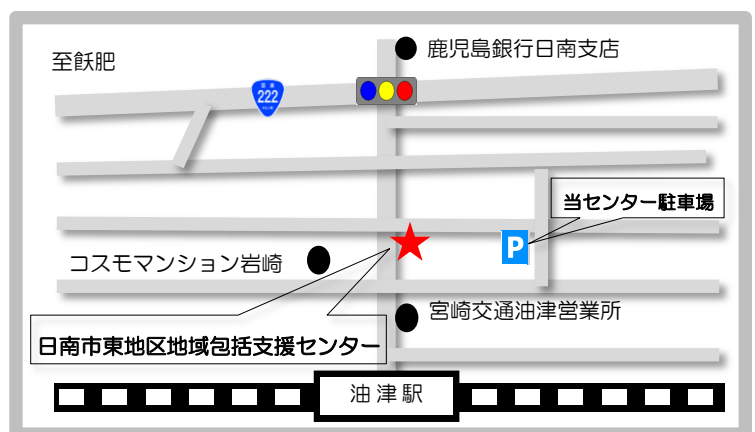 鹿児島銀行日南支店
至飫肥
222
当センター駐車場
P
コスモマンション岩崎
宮崎交通油津営業所
日南市東地区地域包括支援センター
油津駅